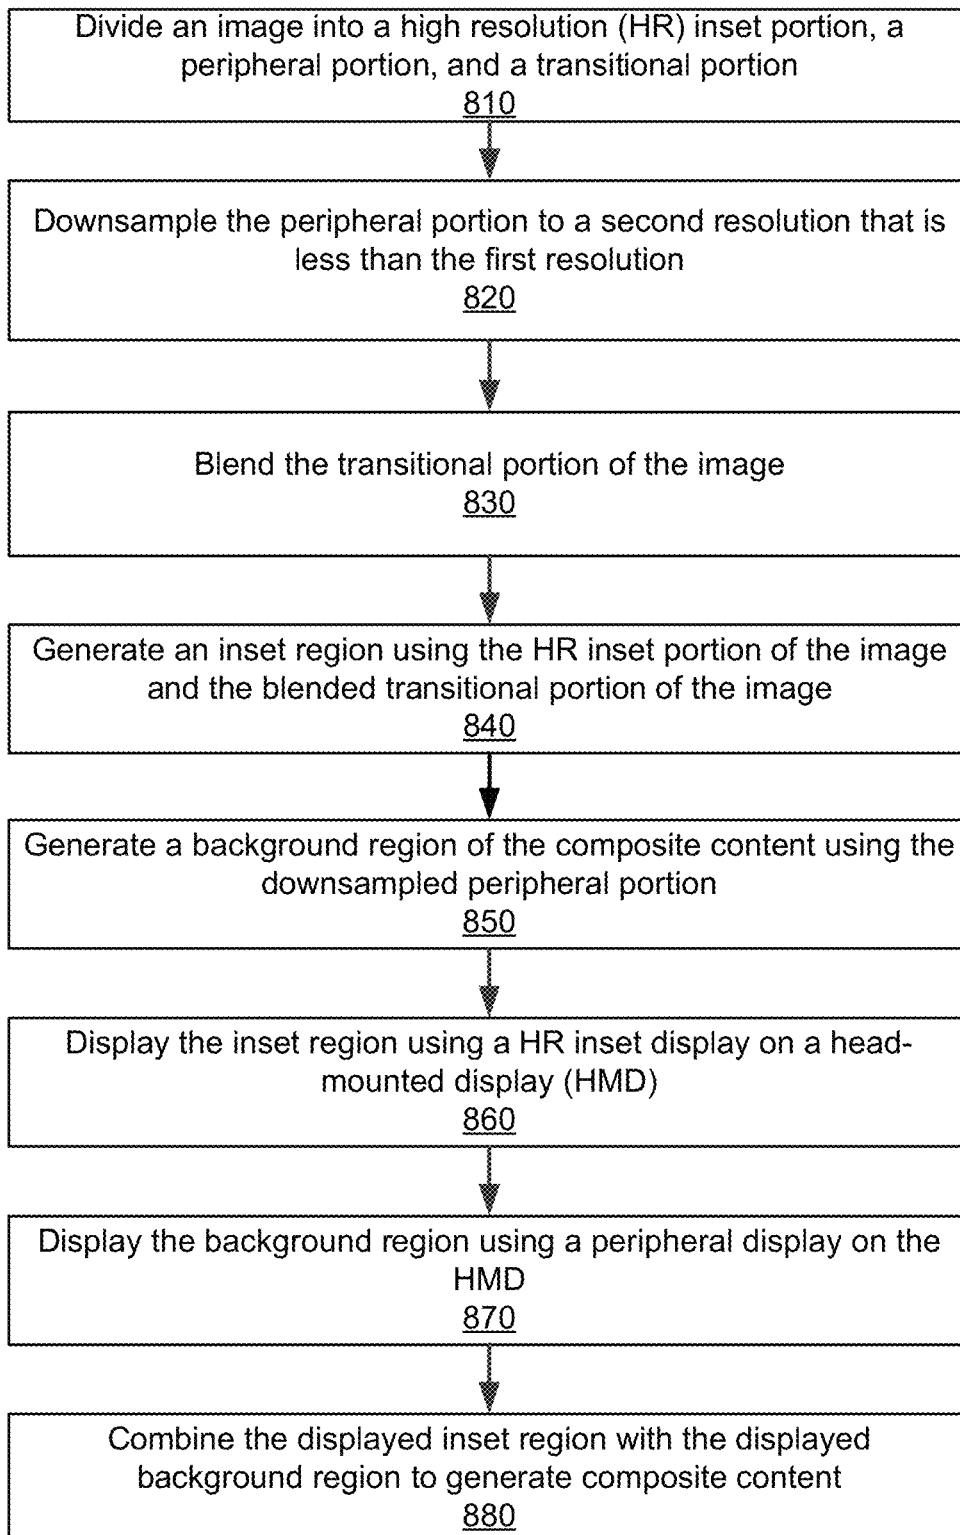 Divide an image into a high resolution (HR) inset portion, a
peripheral portion, and a transitional portion
810
Downsample the peripheral portion to a second resolution that is
less than the first resolution
820
Blend the transitional portion of the image
830
Generate an inset region using the HR inset portion of the image
and the blended transitional portion of the image
840
Generate a background region of the composite content using the
downsampled peripheral portion
850
Display the inset region using a HR inset display on a head-
mounted display (HMD)
860
Display the background region using a peripheral display on the
HMD
870
Combine the displayed inset region with the displayed
background region to generate composite content
880